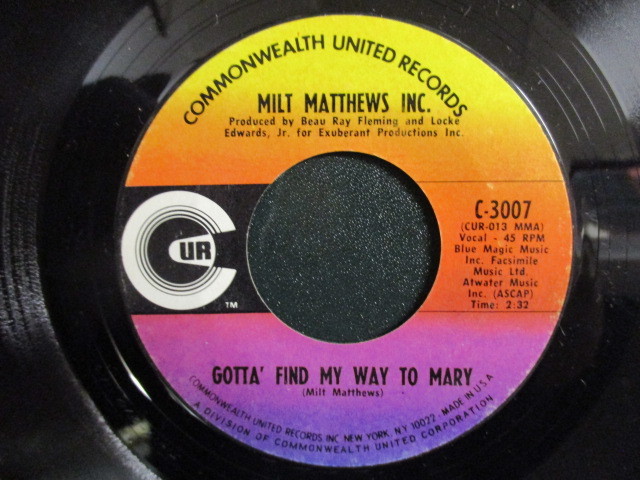 COMMONWEALTH UNITED RECORDS
MILT MATTHEWS INC.
Produced by Beau Ray Fleming and Locke
Edwards, Jr. for Exuberant Productions Inc.
CUR
TM
C-3007
(CUR-013 MMA)
Vocal - 45 RPM
Blue Magic Music
Inc. Facsimile
Music Ltd.
Atwater Music
Inc. (ASCAP)
Time: 2:32
GOTTA' FIND MY WAY TO MARY
(Milt Matthews)
COMMONWEALTH UNITED RECORDS INC NEW YORK, NY 10022 - MADE IN U.S.A
A DIVISION OF COMMONWEALTH UNITED CORPORATION